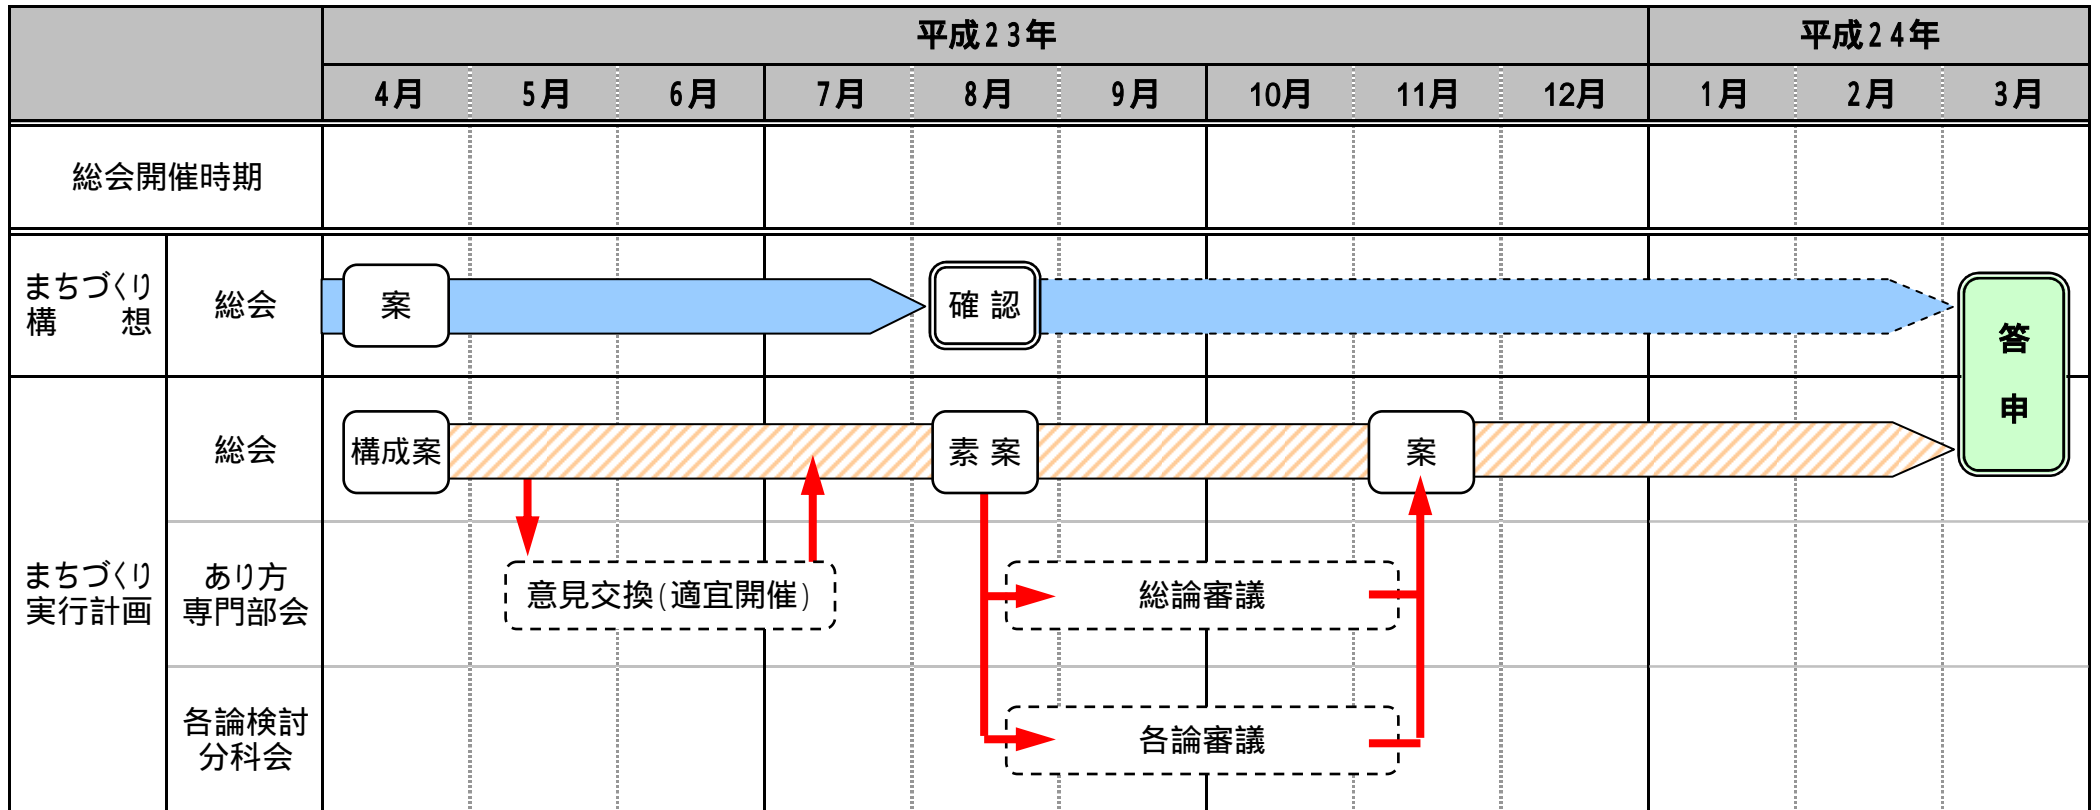 平成23年 平成24年
4月 5月 6月 7月 8月 9月 10月 11月 12月 1月 2月 3月
総会開催時期
まちづくり
構 想
総会
案
確 認
答
申
まちづくり
実行計画
総会
構成案
素 案
案
あり方
専門部会
意見交換(適宜開催)
総論審議
各論検討
分科会
各論審議